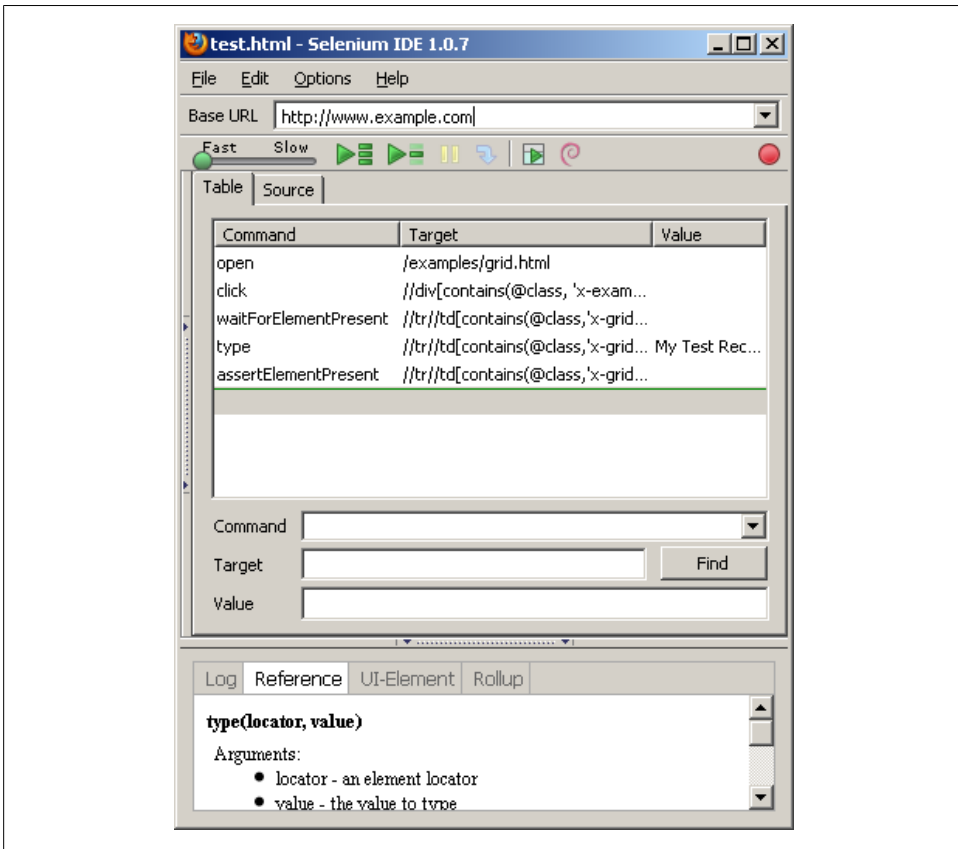 test.html - Selenium IDE 1.0.7
File Edit Options Help
Base URL http://www.example.com
Fast Slow
Table Source
Command Target Value
open /examples/grid.html
click //div[contains(@class, 'x-exam...
waitForElementPresent //tr//td[contains(@class,'x-grid...
type //tr//td[contains(@class,'x-grid... My Test Rec...
assertElementPresent //tr//td[contains(@class,'x-grid...
Command
Target Find
Value
Log Reference UI-Element Rollup
type(locator, value)
Arguments:
● locator - an element locator
● value - the value to type